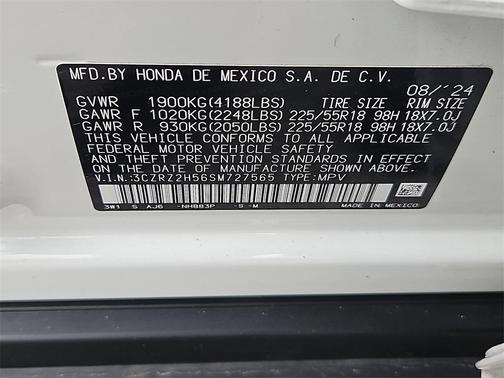 MFD.BY HONDA DE MEXICO S.A. DE C.V. 08/'24
GVWR 1900KG(4188LBS) TIRE SIZE RIM SIZE
GAWR F 1020KG(2248LBS) 225/55R18 98H 18X7.0J
GAWR R 930KG(2050LBS) 225/55R18 98H 18X7.0J
THIS VEHICLE CONFORMS TO ALL APPLICABLE
FEDERAL MOTOR VEHICLE SAFETY AND
THEFT PREVENTION STANDARDS IN EFFECT ON
THE DATE OF MANUFACTURE SHOWN ABOVE.
V.I.N.:3CZRZ2H56SM727565 TYPE:MPV
3W1 S AJ6 -NH883P -S -M MADE IN MEXICO